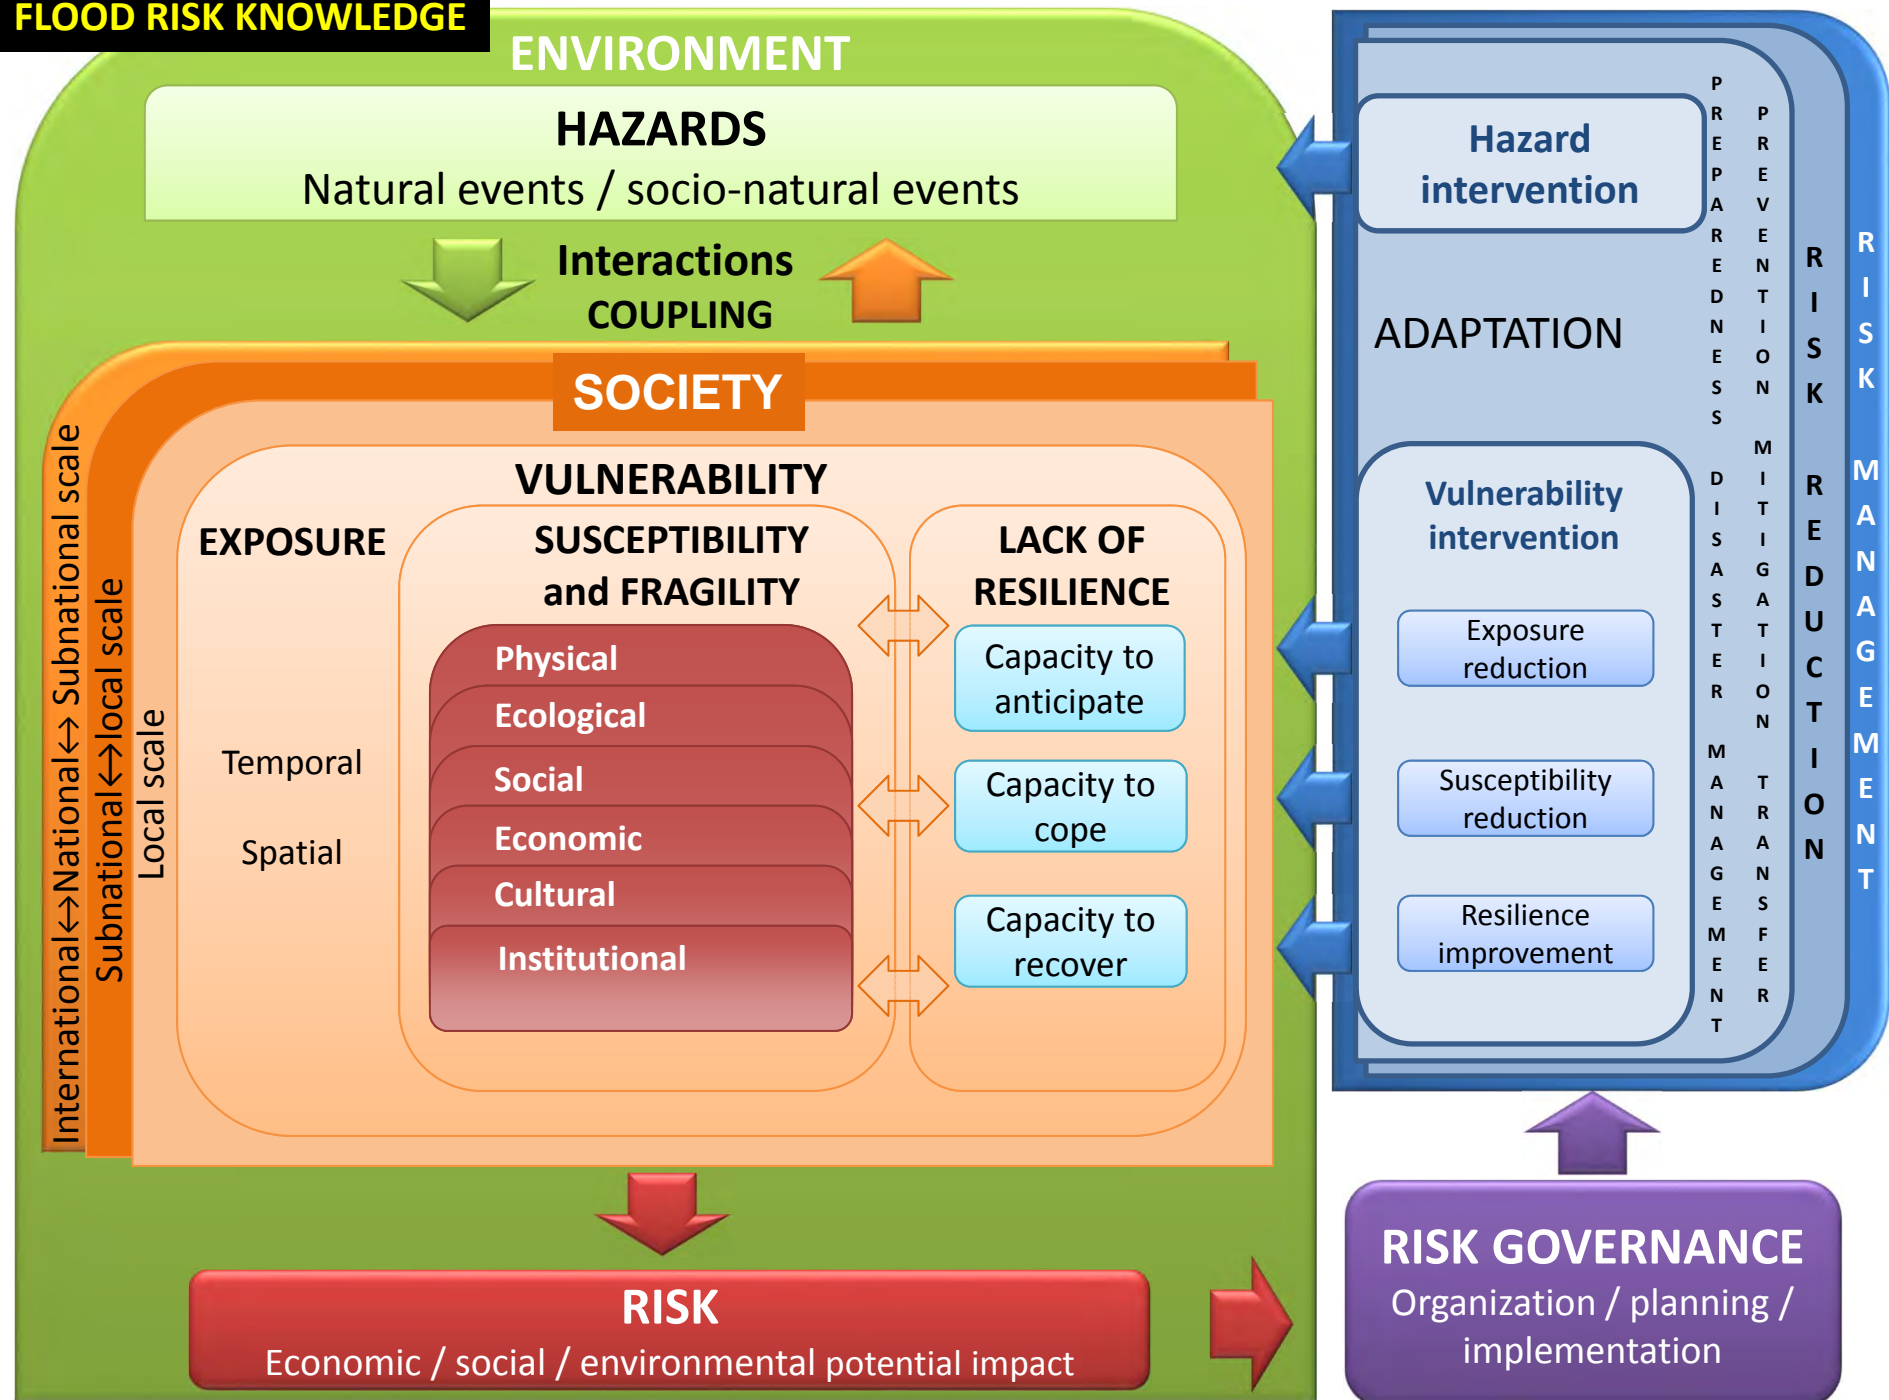 FLOOD RISK KNOWLEDGE
ENVIRONMENT
HAZARDS
Natural events / socio-natural events
Interactions
COUPLING
SOCIETY
International↔National↔ Subnational scale
Subnational↔local scale
Local scale
VULNERABILITY
EXPOSURE
Temporal
Spatial
SUSCEPTIBILITY
and FRAGILITY
Physical
Ecological
Social
Economic
Cultural
Institutional
LACK OF
RESILIENCE
Capacity to
anticipate
Capacity to
cope
Capacity to
recover
RISK
Economic / social / environmental potential impact
Hazard
intervention
ADAPTATION
Vulnerability
intervention
Exposure
reduction
Susceptibility
reduction
Resilience
improvement
PREPAREDNESS DISASTER MANAGEMENT
PREVENTION MITIGATION TRANSFER
RISK REDUCTION
RISK MANAGEMENT
RISK GOVERNANCE
Organization / planning /
implementation